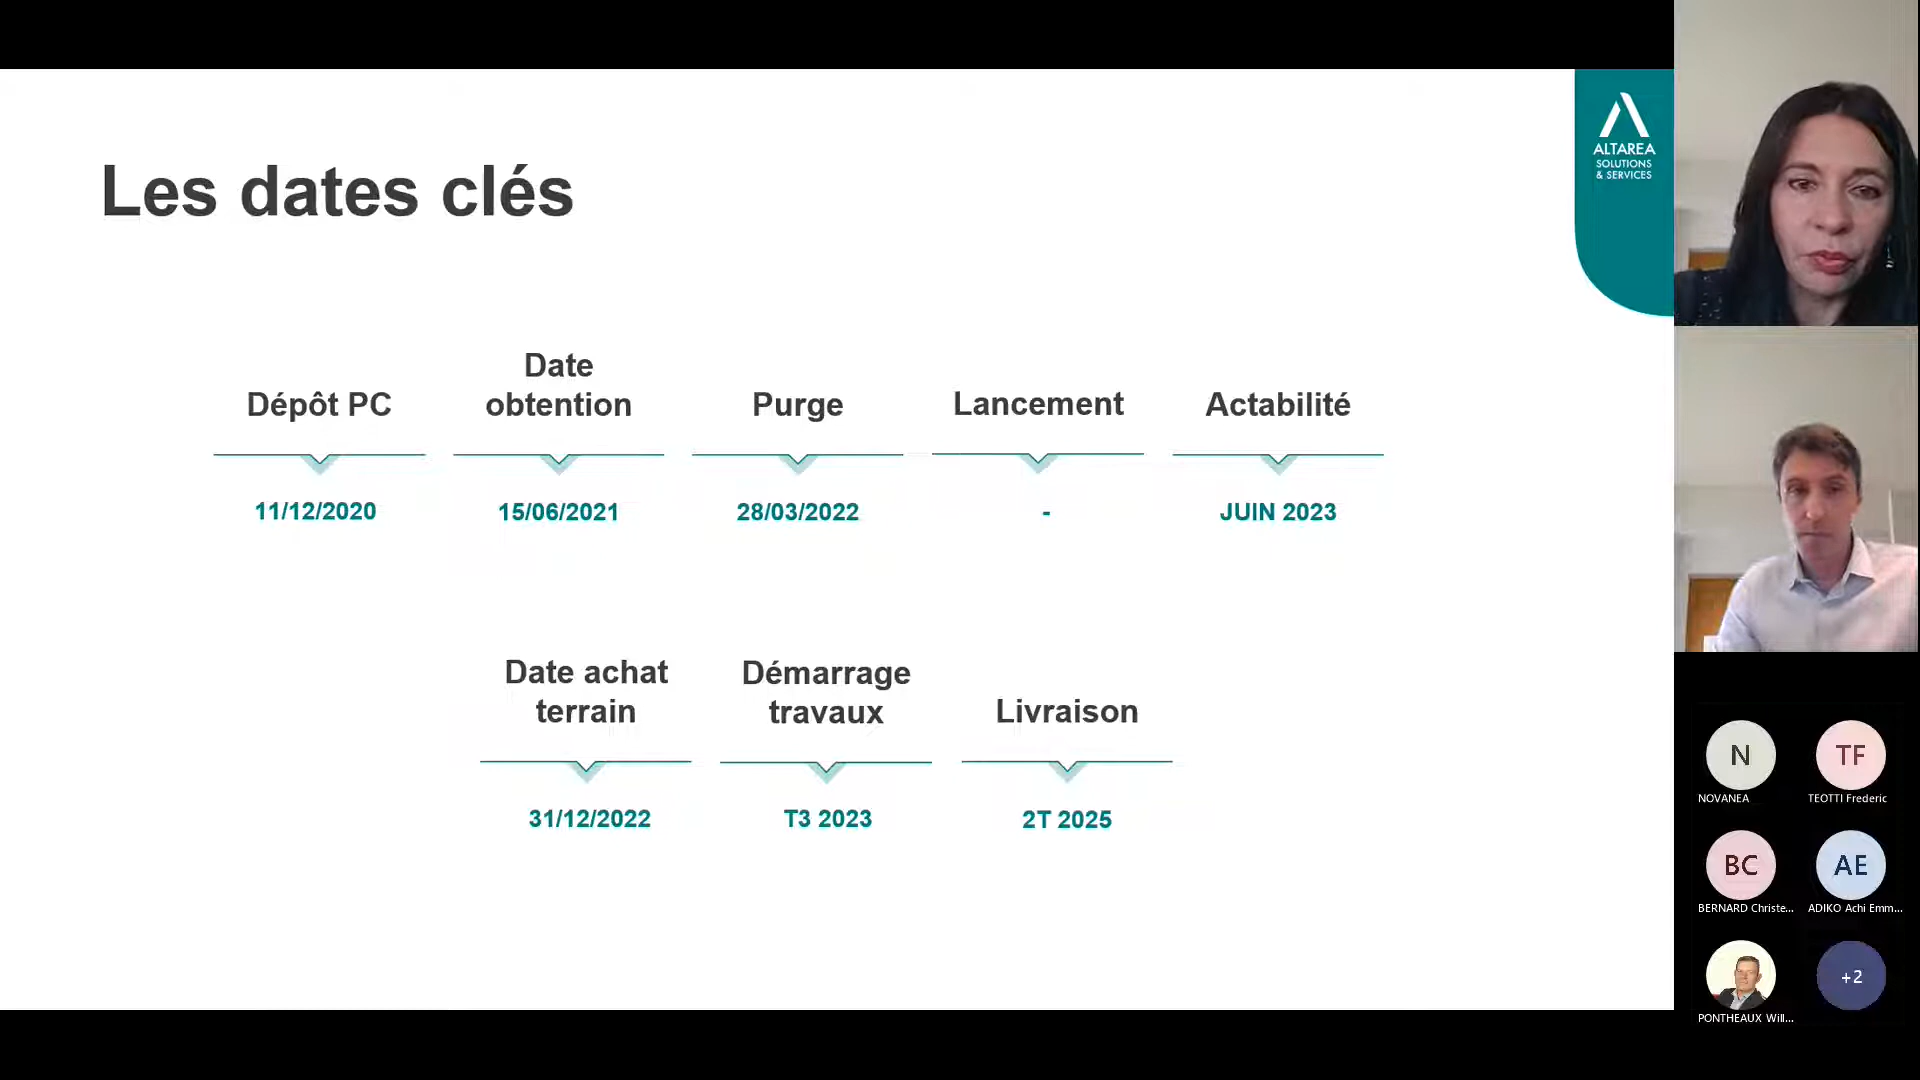 Les dates clés
ALTAREA
SOLUTIONS
& SERVICES
Dépôt PC
11/12/2020
Date
obtention
15/06/2021
Purge
28/03/2022
Lancement
-
Actabilité
JUIN 2023
Date achat
terrain
31/12/2022
Démarrage
travaux
T3 2023
Livraison
2T 2025
N
NOVANEA
TF
TEOTTI Frederic
BC
BERNARD Christe...
AE
ADIKO Achi Emm...
PONTHEAUX Will...
+2